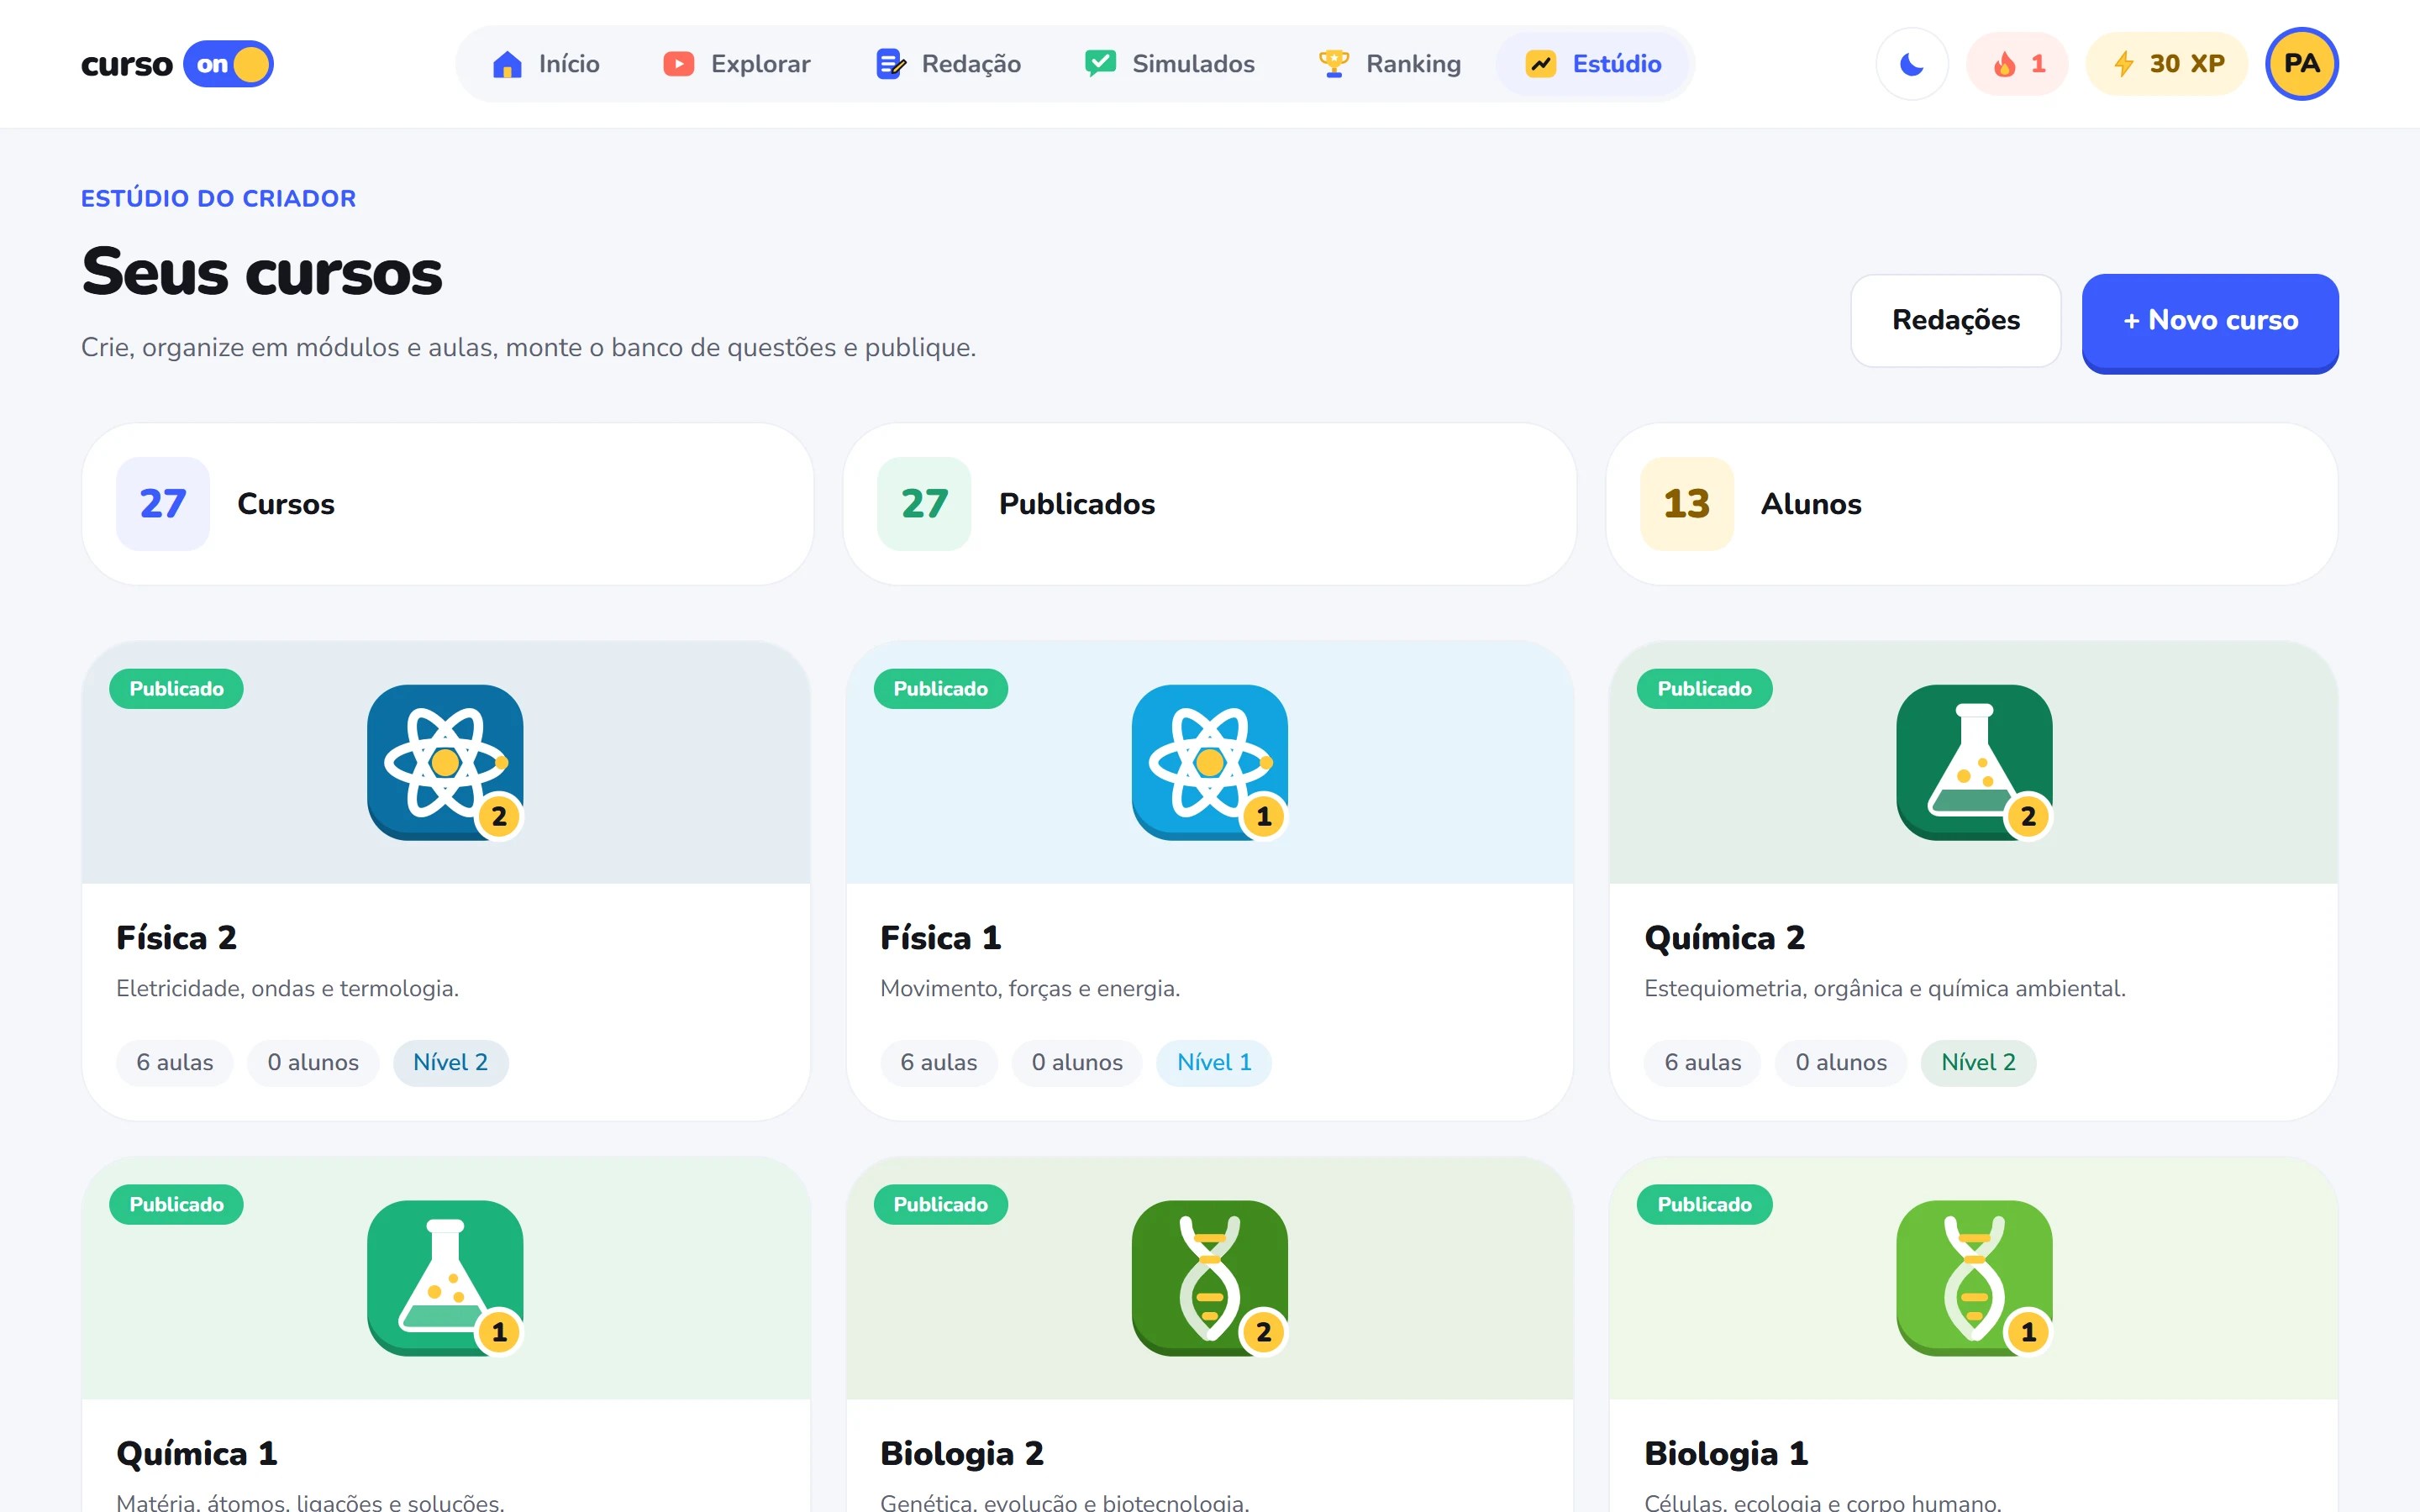 curso on
Início
Explorar
Redação
Simulados
Ranking
Estúdio
1
30 XP
PA
ESTÚDIO DO CRIADOR
Seus cursos
Crie, organize em módulos e aulas, monte o banco de questões e publique.
Redações
+ Novo curso
27 Cursos
27 Publicados
13 Alunos
Publicado
2
Física 2
Eletricidade, ondas e termologia.
6 aulas
0 alunos
Nível 2
Publicado
1
Física 1
Movimento, forças e energia.
6 aulas
0 alunos
Nível 1
Publicado
2
Química 2
Estequiometria, orgânica e química ambiental.
6 aulas
0 alunos
Nível 2
Publicado
1
Química 1
Matéria, átomos, ligações e soluções.
Publicado
2
Biologia 2
Genética, evolução e biotecnologia.
Publicado
1
Biologia 1
Células, ecologia e corpo humano.